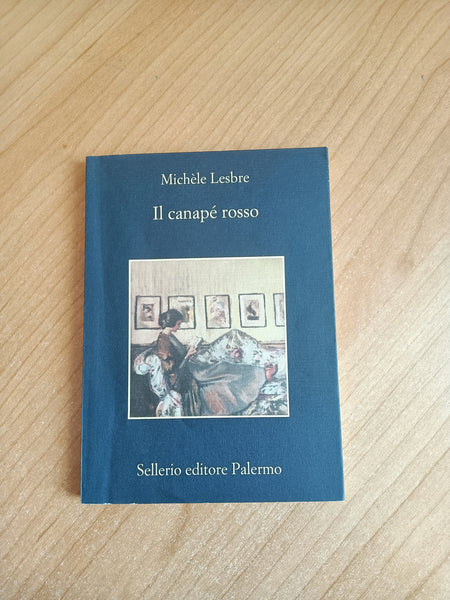 Michèle Lesbre
Il canapé rosso
Sellerio editore Palermo